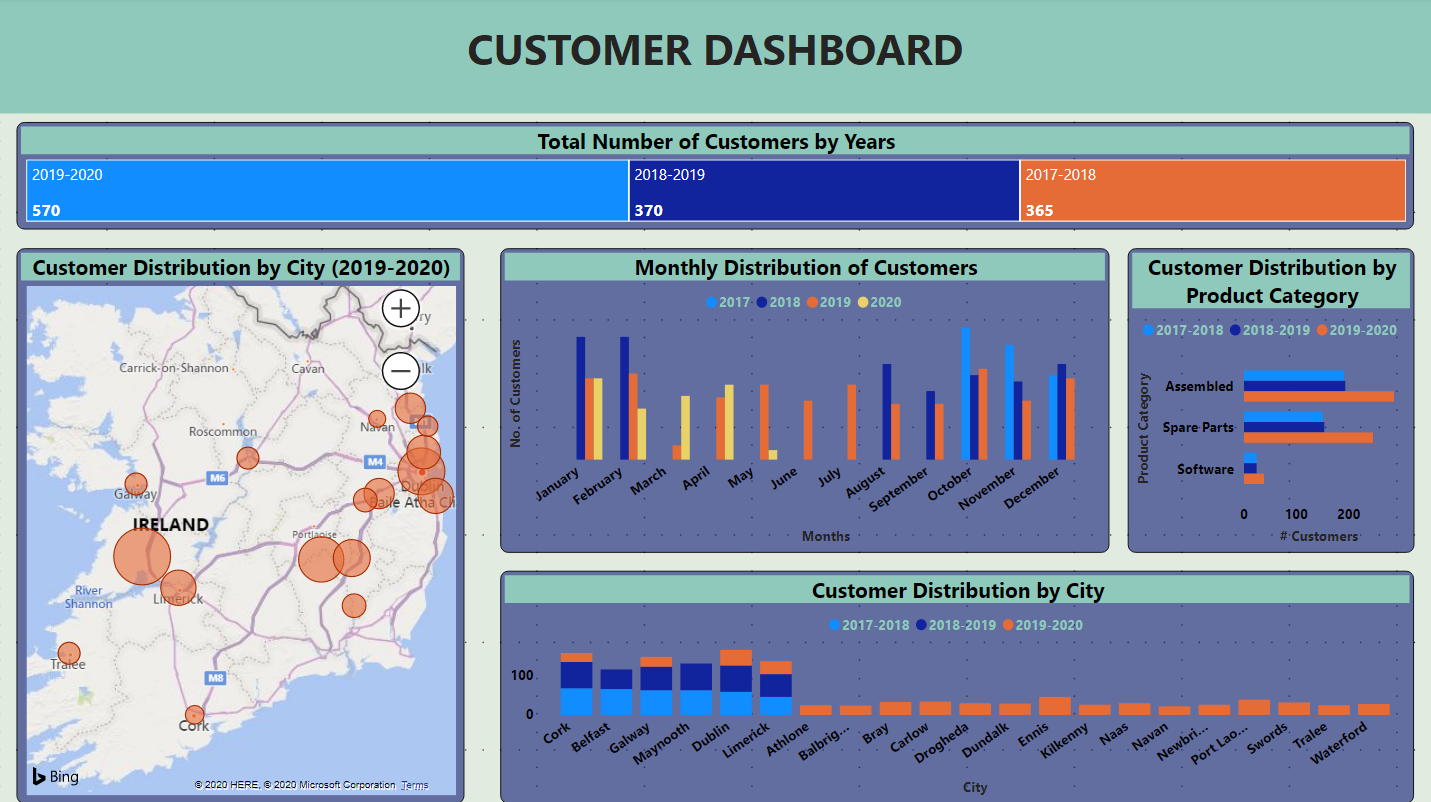 CUSTOMER DASHBOARD
Total Number of Customers by Years
2019-2020
570
2018-2019
370
2017-2018
365
Customer Distribution by City (2019-2020)
Carrick-on-Shannon
Cavan
Roscommon
Navan
M4
M6
Galway
Dublin
Baile Atha Cli
IRELAND
Portlaoise
River
Shannon
Limerick
Tralee
M8
Cork
Bing
© 2020 HERE, © 2020 Microsoft Corporation Terms
Monthly Distribution of Customers
2017 2018 2019 2020
No. of Customers
January
February
March
April
May
June
July
August
September
October
November
December
Months
Customer Distribution by
Product Category
2017-2018 2018-2019 2019-2020
Product Category
Assembled
Spare Parts
Software
0 100 200
# Customers
Customer Distribution by City
2017-2018 2018-2019 2019-2020
100
0
Cork
Belfast
Galway
Maynooth
Dublin
Limerick
Athlone
Balbrig...
Bray
Carlow
Drogheda
Dundalk
Ennis
Kilkenny
Naas
Navan
Newbri...
Port Lao...
Swords
Tralee
Waterford
City